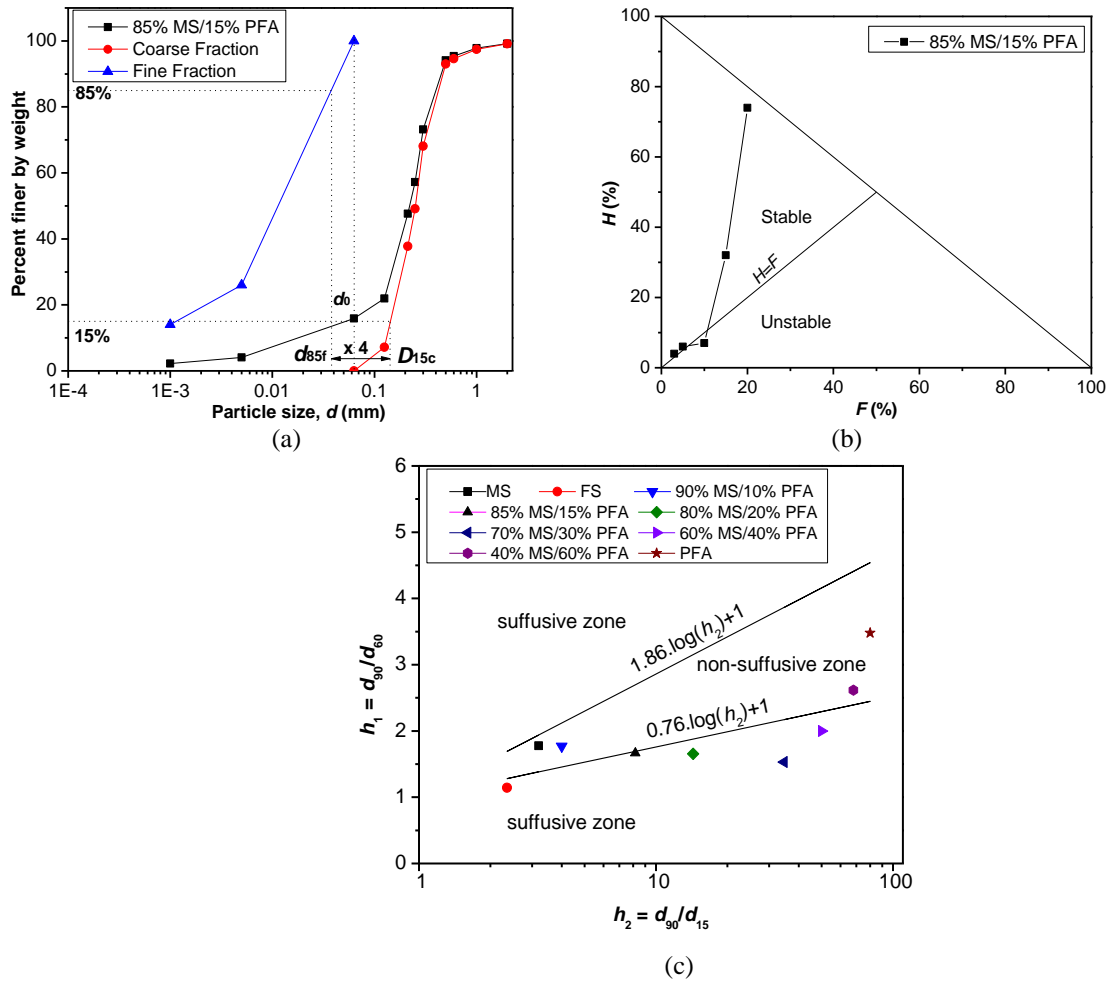 85% MS/15% PFA
Coarse Fraction
Fine Fraction
100
80
60
40
20
0
85%
15%
d0
x 4
d85f
D15c
1E-4
1E-3
0.01
0.1
1
Percent finer by weight
Particle size, d (mm)
(a)
85% MS/15% PFA
100
80
60
40
20
0
Stable
H=F
Unstable
0
20
40
60
80
100
H (%)
F (%)
(b)
MS
FS
90% MS/10% PFA
85% MS/15% PFA
80% MS/20% PFA
70% MS/30% PFA
60% MS/40% PFA
40% MS/60% PFA
PFA
6
5
4
3
2
1
0
suffusive zone
1.86.log(h2)+1
non-suffusive zone
0.76.log(h2)+1
suffusive zone
1
10
100
h1 = d90/d60
h2 = d90/d15
(c)